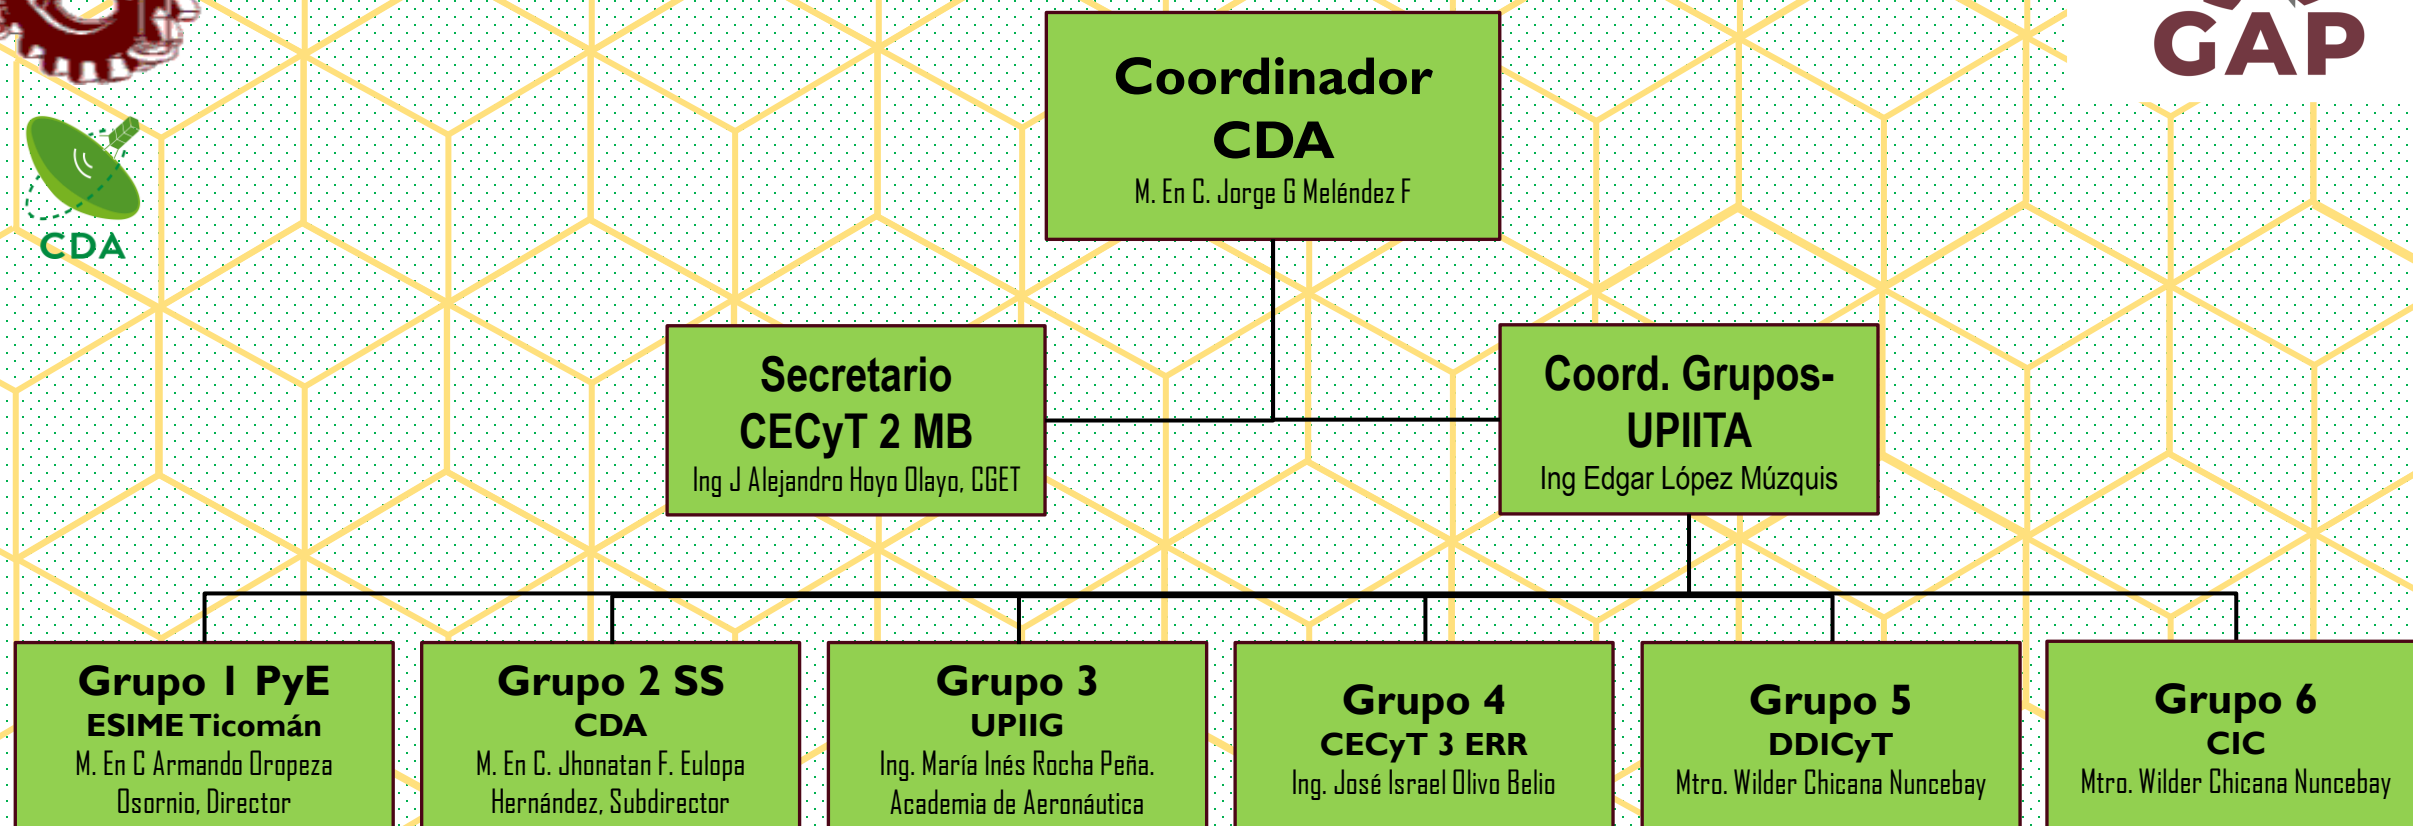 GAP
CDA
Coordinador
CDA
M. En C. Jorge G Meléndez F
Secretario
CECyT 2 MB
Ing J Alejandro Hoyo Olayo, CGET
Coord. Grupos-
UPIITA
Ing Edgar López Múzquis
Grupo 1 PyE
ESIME Ticomán
M. En C Armando Oropeza
Osornio, Director
Grupo 2 SS
CDA
M. En C. Jhonatan F. Eulopa
Hernández, Subdirector
Grupo 3
UPIIG
Ing. María Inés Rocha Peña.
Academia de Aeronáutica
Grupo 4
CECyT 3 ERR
Ing. José Israel Olivo Belio
Grupo 5
DDICyT
Mtro. Wilder Chicana Nuncebay
Grupo 6
CIC
Mtro. Wilder Chicana Nuncebay